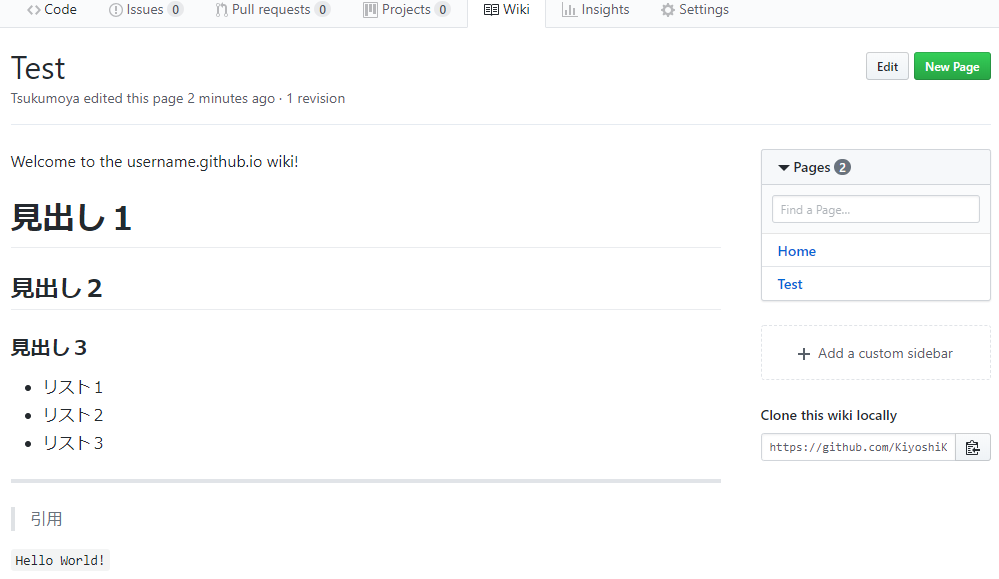 Code Issues 0 Pull requests 0 Projects 0 Wiki Insights Settings
Test
Edit New Page
Tsukumoya edited this page 2 minutes ago · 1 revision
Welcome to the username.github.io wiki!
見出し１
見出し２
見出し３
リスト１
リスト２
リスト３
引用
Hello World!
Pages 2
Find a Page...
Home
Test
Add a custom sidebar
Clone this wiki locally
https://github.com/KiyoshiK